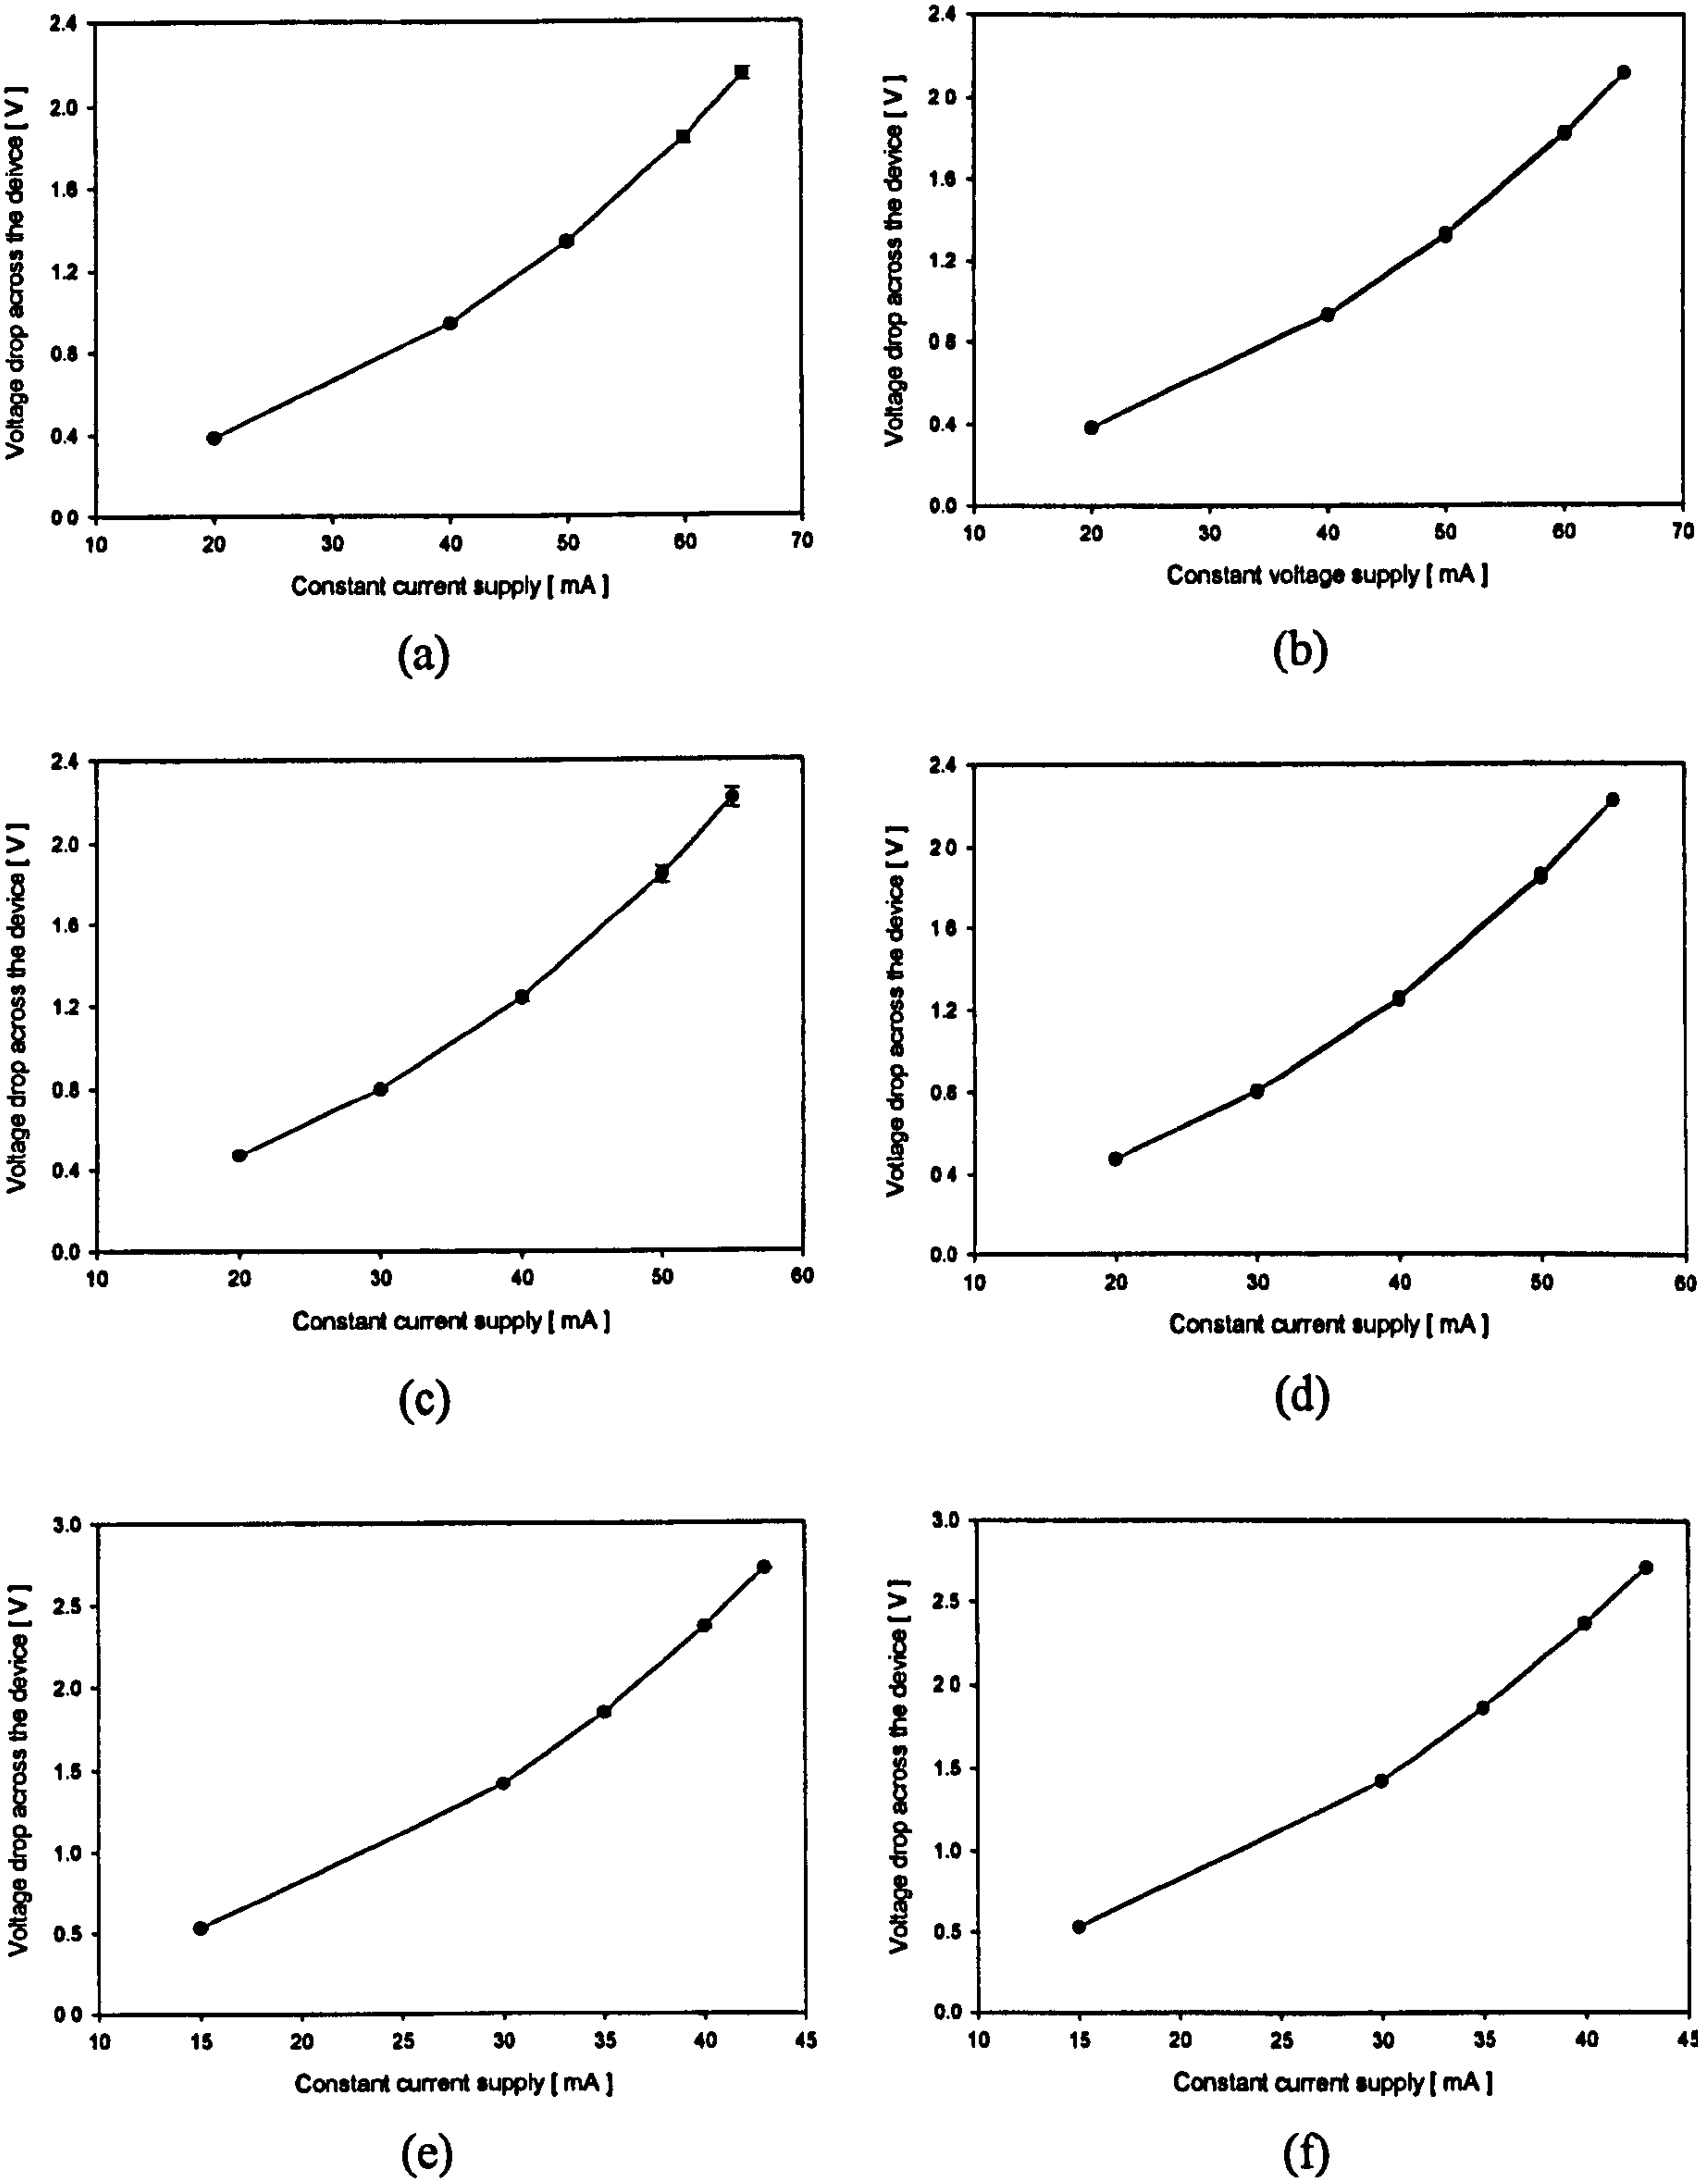 2.4
2.0
1.6
1.2
0.8
0.4
0 0
Voltage drop across the deivce [ V ]
10 20 30 40 50 60 70
Constant current supply [ mA ]
(a)
2.4
2 0
1.6
1.2
0 8
0.4
0.0
Voltage drop across the device [ V ]
10 20 30 40 50 60 70
Constant voltage supply [ mA ]
(b)
2.4
2.0
1.6
1.2
0.8
0.4
0.0
Voltage drop across the device [ V ]
10 20 30 40 50 60
Constant current supply [ mA ]
(c)
2.4
2 0
1.6
1.2
0.8
0 4
0.0
Votlage drop across the device [ V ]
10 20 30 40 50 60
Constant current supply [ mA ]
(d)
3.0
2.5
2.0
1.5
1.0
0.5
0 0
Voltage drop across the device [ V ]
10 15 20 25 30 35 40 45
Constant current supply [ mA ]
(e)
3.0
2.5
2 0
1.5
1.0
0.5
0.0
Voltage drop across the device [ V ]
10 15 20 25 30 35 40 45
Constant current supply [ mA ]
(f)